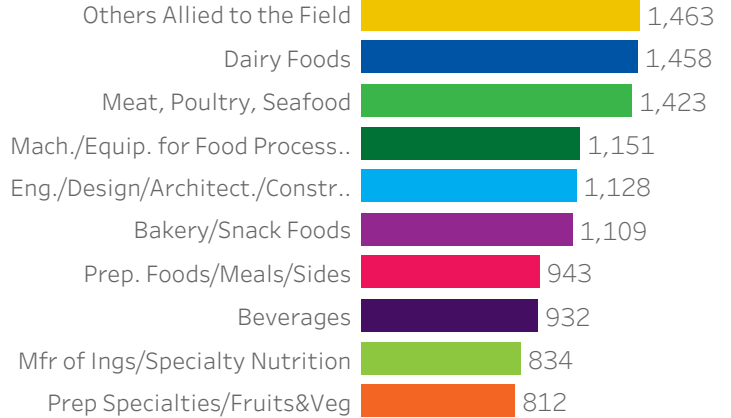 Others Allied to the Field 1,463
Dairy Foods 1,458
Meat, Poultry, Seafood 1,423
Mach./Equip. for Food Process.. 1,151
Eng./Design/Architect./Constr.. 1,128
Bakery/Snack Foods 1,109
Prep. Foods/Meals/Sides 943
Beverages 932
Mfr of Ings/Specialty Nutrition 834
Prep Specialties/Fruits&Veg 812